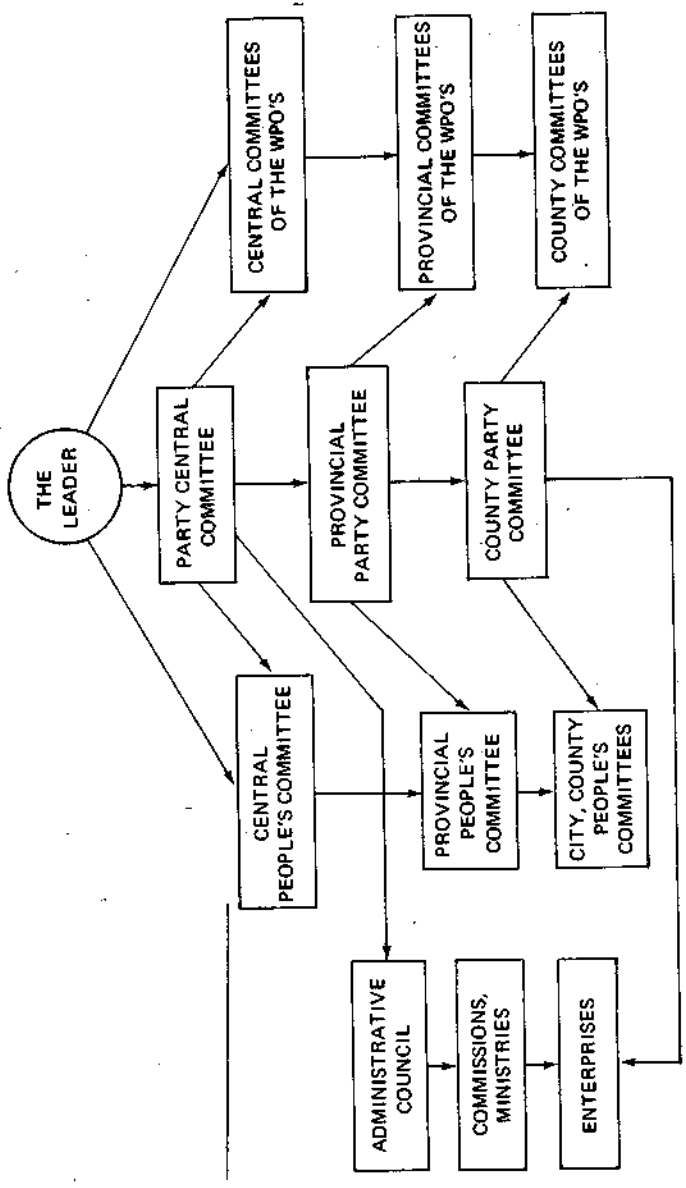 THE
LEADER
PARTY CENTRAL
COMMITTEE
CENTRAL COMMITTEES
OF THE WPO'S
CENTRAL
PEOPLE'S COMMITTEE
PROVINCIAL
PARTY COMMITTEE
PROVINCIAL COMMITTEES
OF THE WPO'S
ADMINISTRATIVE
COUNCIL
PROVINCIAL
PEOPLE'S
COMMITTEE
COUNTY PARTY
COMMITTEE
COUNTY COMMITTEES
OF THE WPO'S
COMMISSIONS,
MINISTRIES
CITY, COUNTY
PEOPLE'S
COMMITTEES
ENTERPRISES